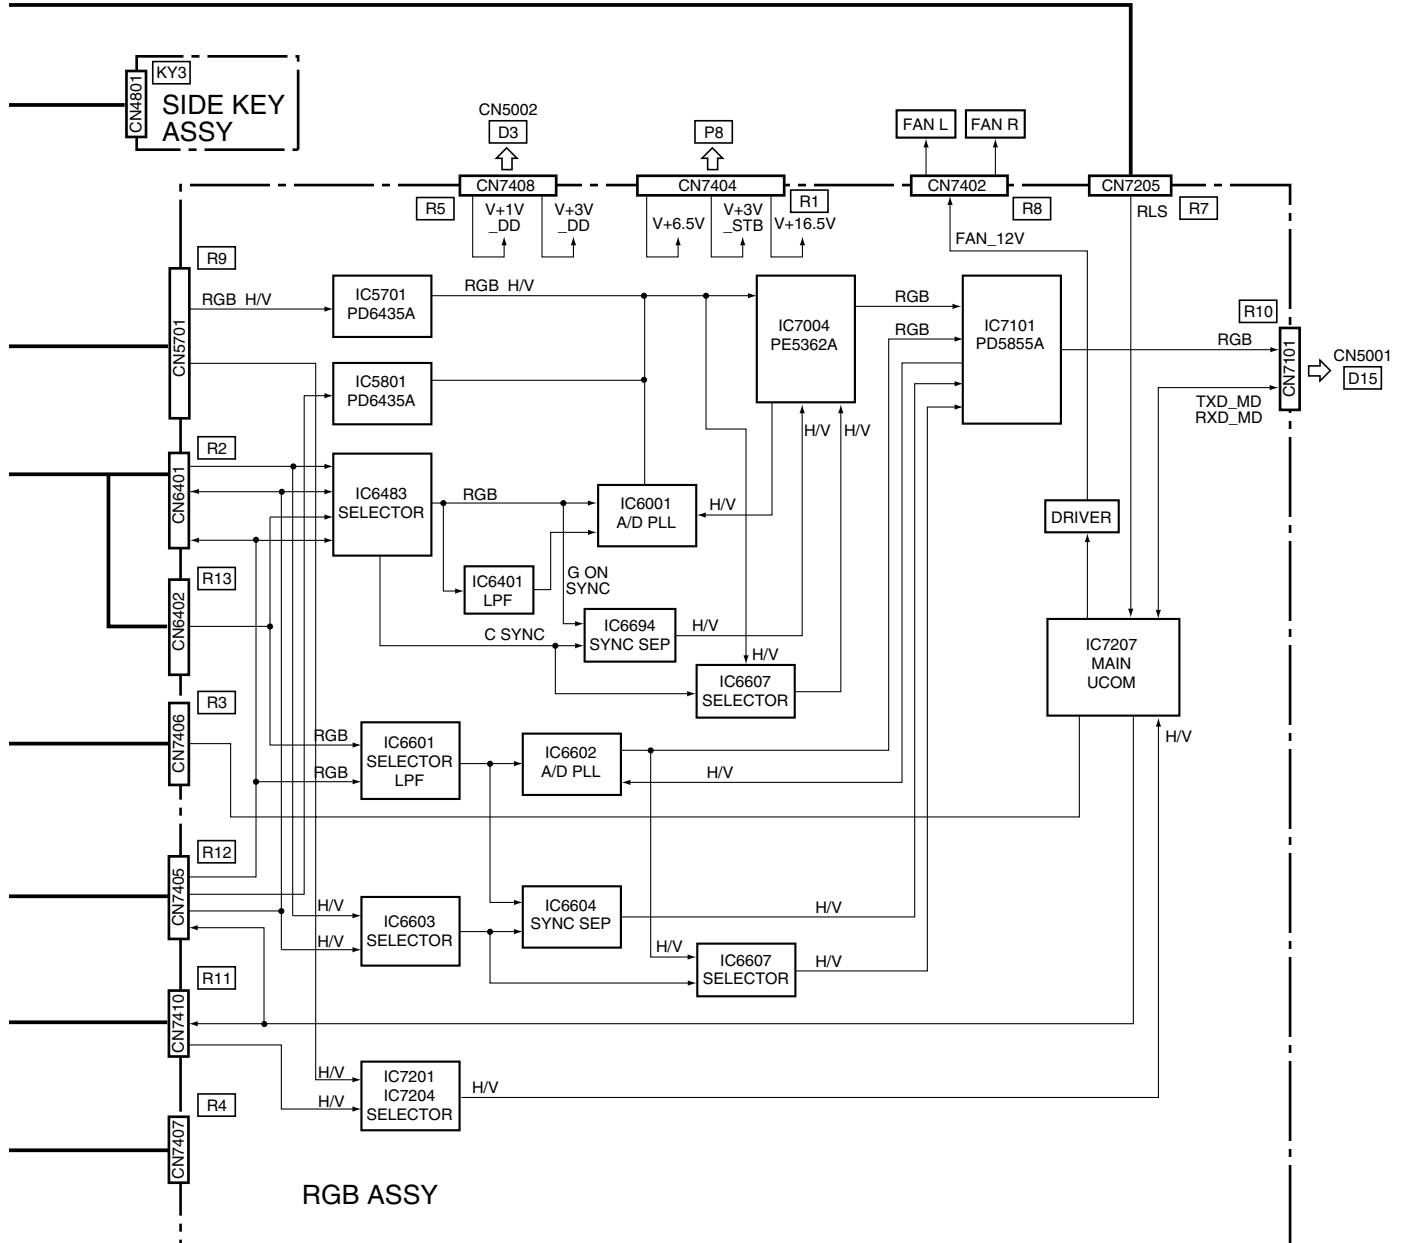 KY3
CN4801
SIDE KEY
ASSY
CN5002
D3
P8
FAN L
FAN R
CN7408
CN7404
CN7402
CN7205
R5
V+1V
_DD
V+3V
_DD
V+6.5V
V+3V
_STB
R1
V+16.5V
R8
RLS
R7
FAN_12V
R9
CN5701
RGB H/V
IC5701
PD6435A
RGB H/V
IC7004
PE5362A
RGB
RGB
IC7101
PD5855A
RGB
R10
CN7101
CN5001
D15
TXD_MD
RXD_MD
IC5801
PD6435A
H/V
H/V
R2
CN6401
IC6483
SELECTOR
RGB
IC6001
A/D PLL
H/V
DRIVER
R13
CN6402
IC6401
LPF
G ON
SYNC
C SYNC
IC6694
SYNC SEP
H/V
H/V
IC6607
SELECTOR
IC7207
MAIN
UCOM
H/V
R3
CN7406
RGB
RGB
IC6601
SELECTOR
LPF
IC6602
A/D PLL
H/V
R12
CN7405
H/V
H/V
IC6603
SELECTOR
IC6604
SYNC SEP
H/V
H/V
IC6607
SELECTOR
H/V
R11
CN7410
H/V
H/V
IC7201
IC7204
SELECTOR
H/V
R4
CN7407
RGB ASSY